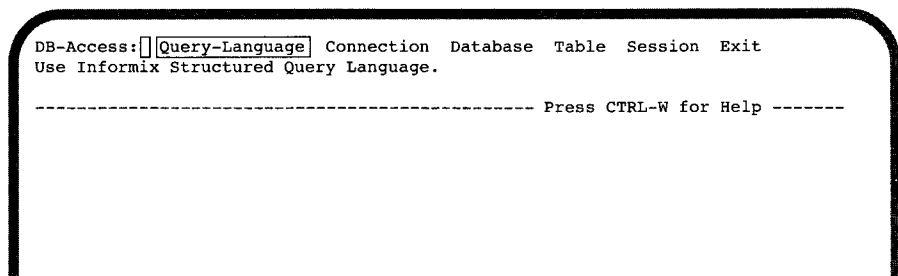 DB-Access: Query-Language Connection Database Table Session Exit
Use Informix Structured Query Language.
------------------------------------------------ Press CTRL-W for Help -------